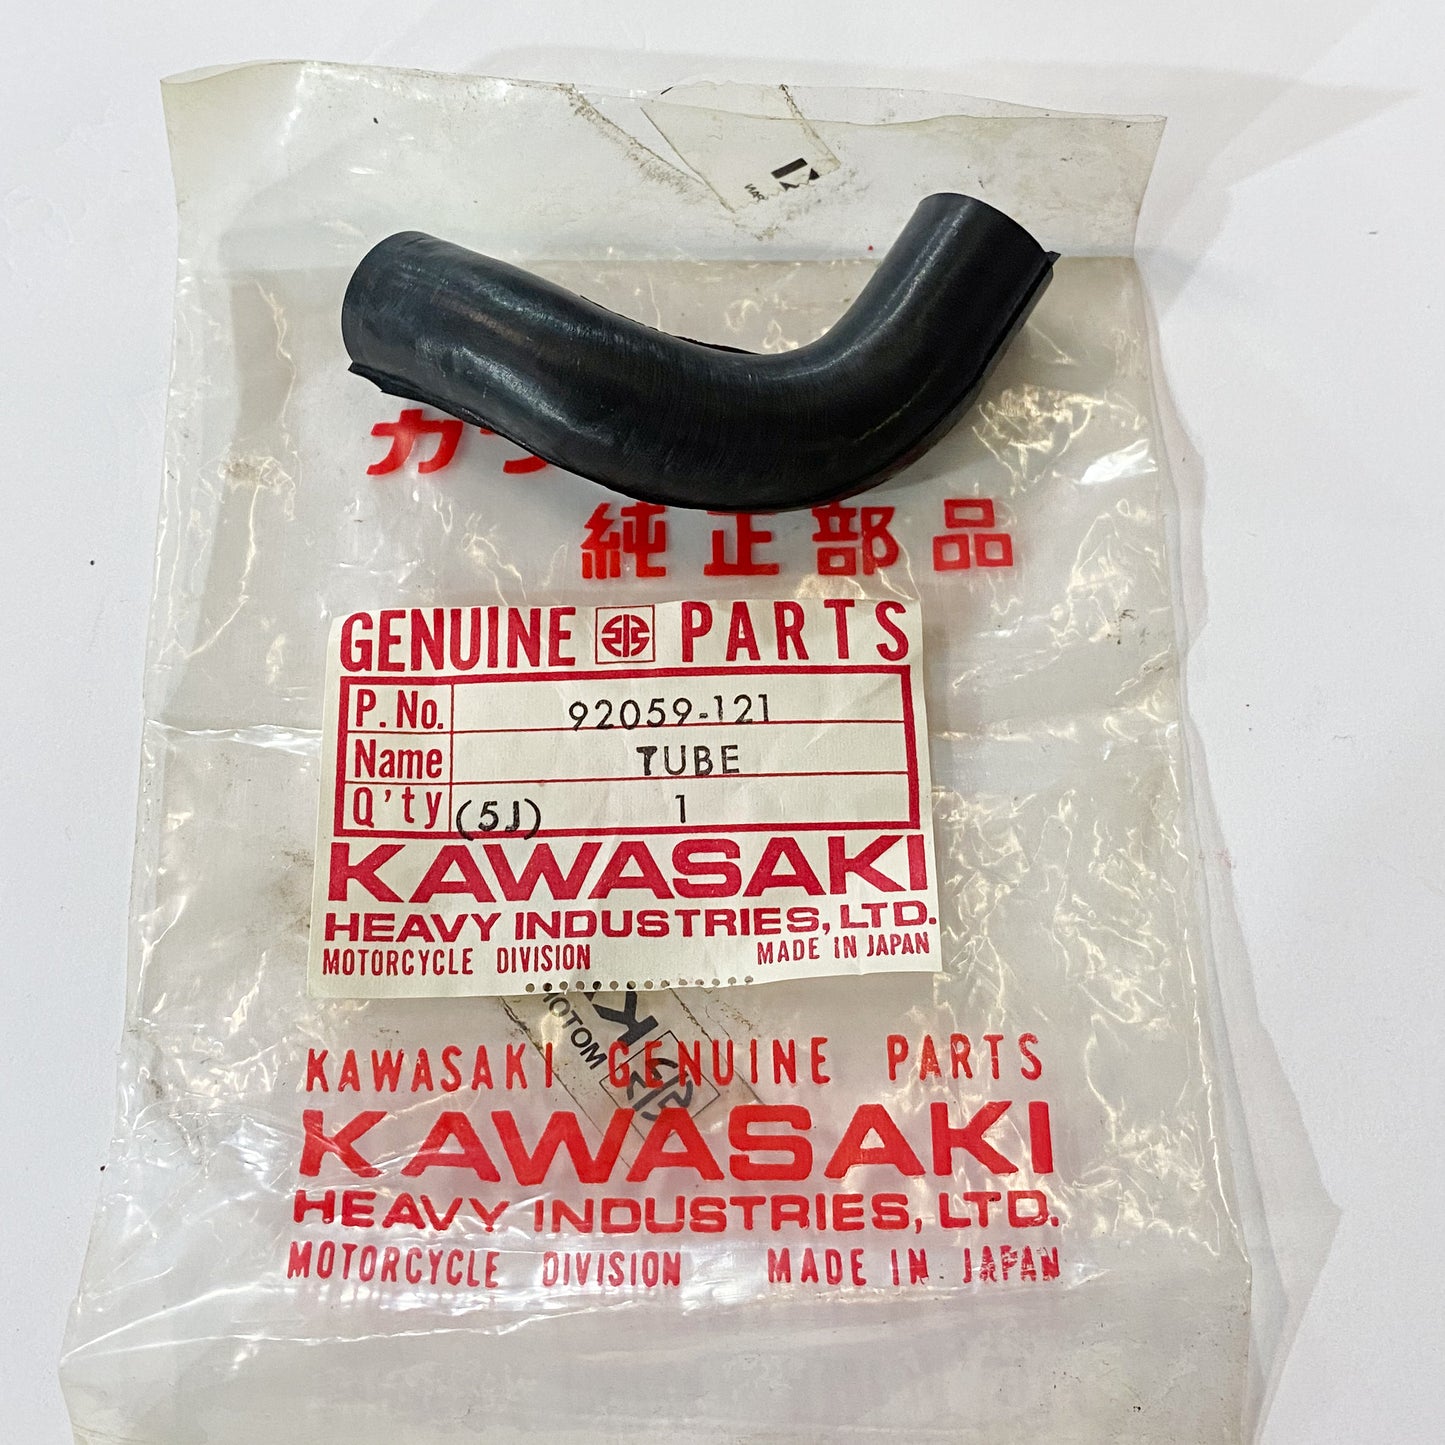 カ
純正部品
GENUINE PARTS
P. No. 92059-121
Name TUBE
Q'ty (5J) 1
KAWASAKI
HEAVY INDUSTRIES, LTD.
MOTORCYCLE DIVISION MADE IN JAPAN
KAWASAKI GENUINE PARTS
KAWASAKI
HEAVY INDUSTRIES, LTD.
MOTORCYCLE DIVISION MADE IN JAPAN